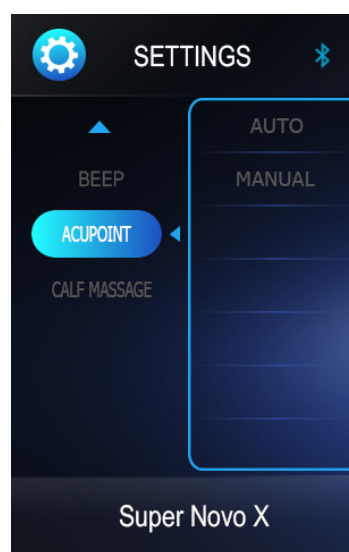 SETTINGS
BEEP
ACUPOINT
CALF MASSAGE
AUTO
MANUAL
Super Novo X